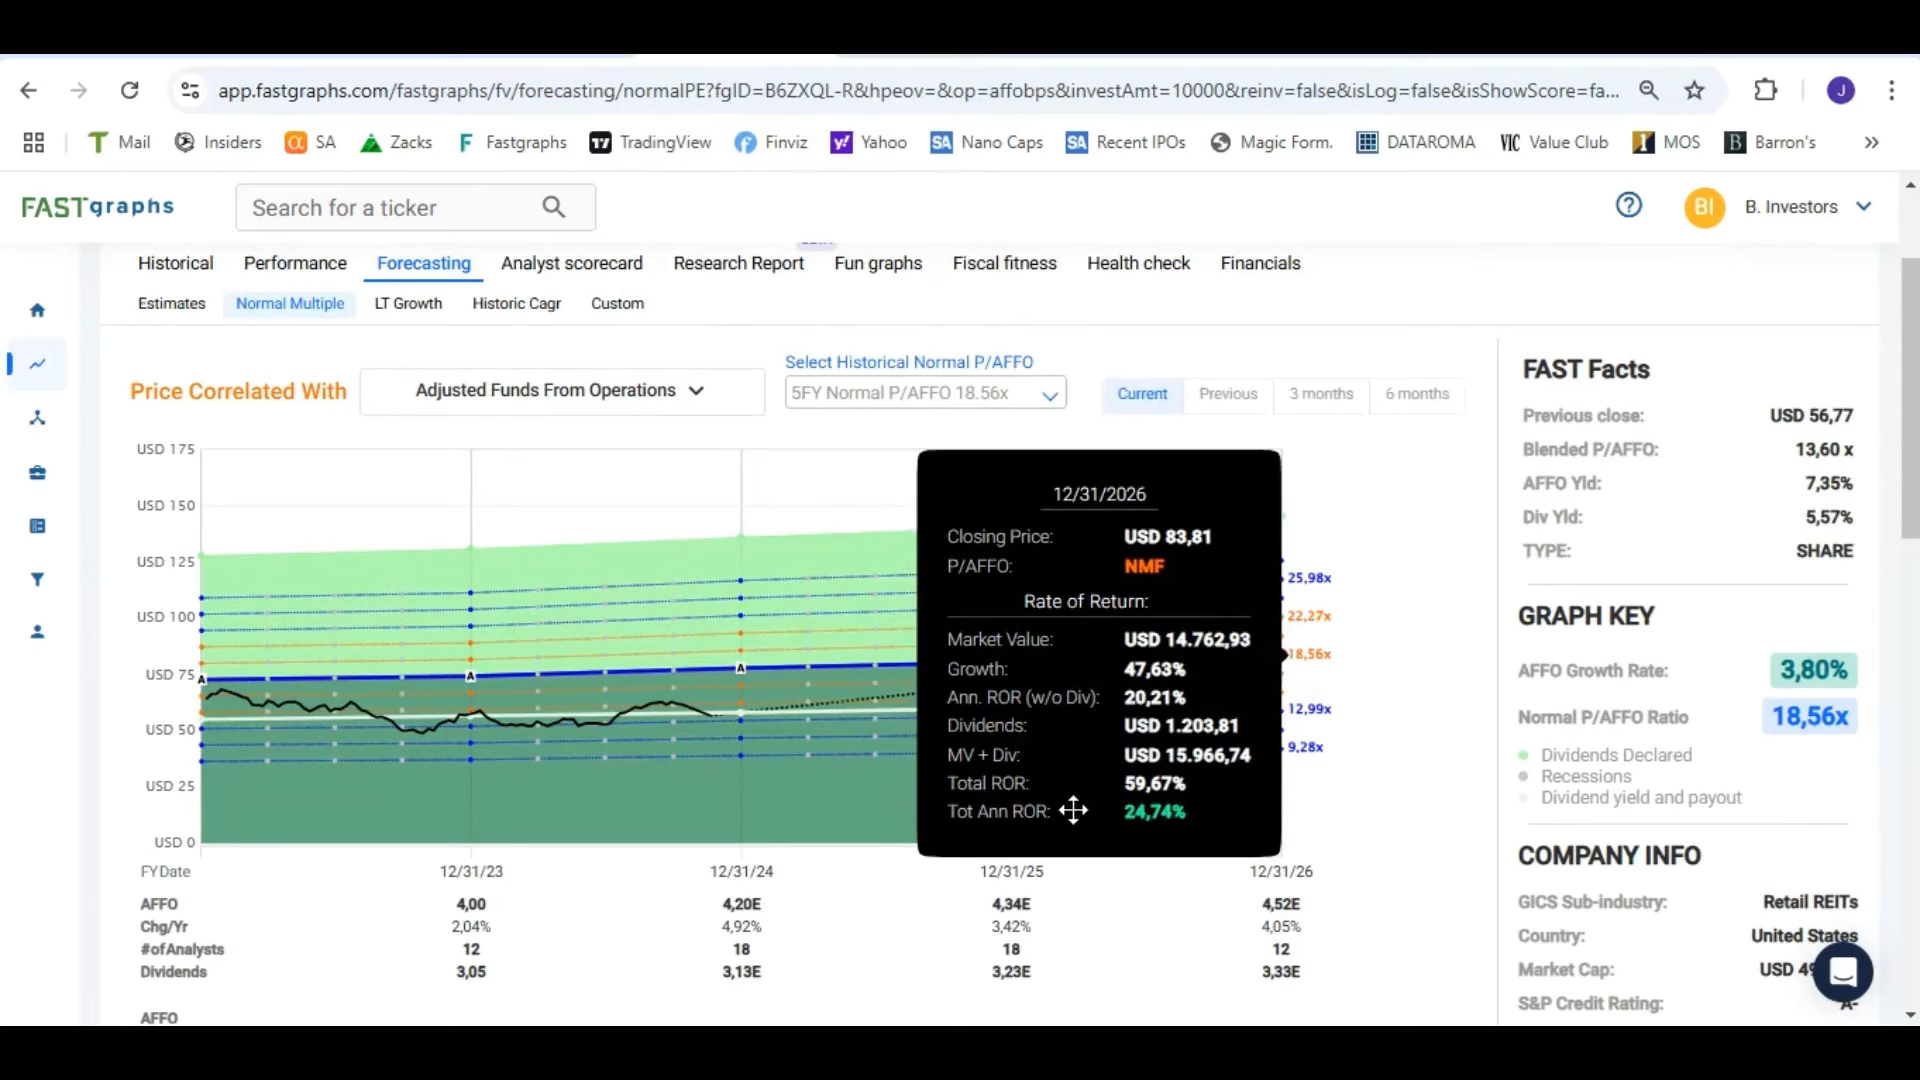 app.fastgraphs.com/fastgraphs/fv/forecasting/normalPE?fgID=B6ZXQL-R&hpeov=&op=affobps&investAmt=10000&reinv=false&isLog=false&isShowScore=fa...
J
Mail Insiders SA Zacks Fastgraphs TradingView Finviz Yahoo SA Nano Caps SA Recent IPOs Magic Form. DATAROMA VIC Value Club MOS Barron's »
FASTgraphs Search for a ticker BI B. Investors
Historical Performance Forecasting Analyst scorecard Research Report Fun graphs Fiscal fitness Health check Financials
Estimates Normal Multiple LT Growth Historic Cagr Custom
Price Correlated With Adjusted Funds From Operations
Select Historical Normal P/AFFO
5FY Normal P/AFFO 18.56x
Current Previous 3 months 6 months
USD 175
USD 150
USD 125
USD 100
USD 75
USD 50
USD 25
USD 0
A
A
A
12/31/2026
Closing Price: USD 83,81
P/AFFO: NMF
Rate of Return:
Market Value: USD 14.762,93
Growth: 47,63%
Ann. ROR (w/o Div): 20,21%
Dividends: USD 1.203,81
MV + Div: USD 15.966,74
Total ROR: 59,67%
Tot Ann ROR: 24,74%
25,98x
22,27x
18,56x
12,99x
9,28x
FY Date 12/31/23 12/31/24 12/31/25 12/31/26
AFFO 4,00 4,20E 4,34E 4,52E
Chg/Yr 2,04% 4,92% 3,42% 4,05%
#ofAnalysts 12 18 18 12
Dividends 3,05 3,13E 3,23E 3,33E
AFFO
FAST Facts
Previous close: USD 56,77
Blended P/AFFO: 13,60 x
AFFO Yld: 7,35%
Div Yld: 5,57%
TYPE: SHARE
GRAPH KEY
AFFO Growth Rate: 3,80%
Normal P/AFFO Ratio 18,56x
Dividends Declared
Recessions
Dividend yield and payout
COMPANY INFO
GICS Sub-industry: Retail REITs
Country: United States
Market Cap: USD
S&P Credit Rating: A-